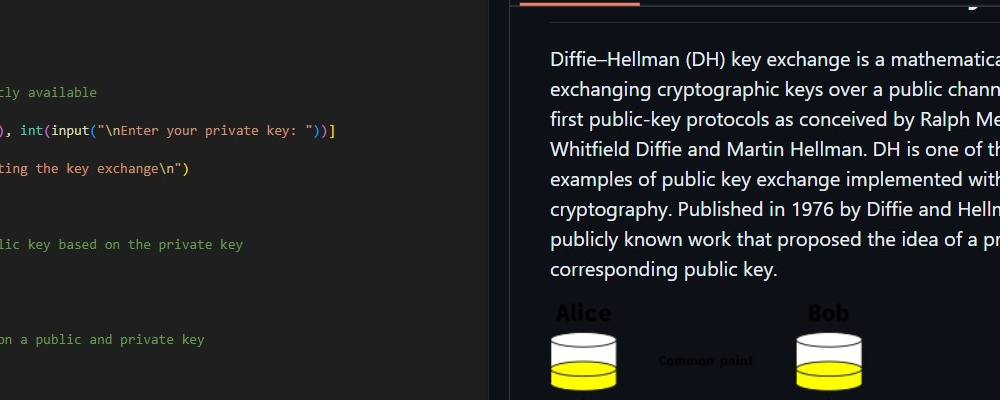 cly available
), int(input("\nEnter your private key: "))]
ting the key exchange\n")
lic key based on the private key
on a public and private key
Diffie–Hellman (DH) key exchange is a mathematica
exchanging cryptographic keys over a public chann
first public-key protocols as conceived by Ralph Me
Whitfield Diffie and Martin Hellman. DH is one of th
examples of public key exchange implemented with
cryptography. Published in 1976 by Diffie and Hellm
publicly known work that proposed the idea of a pr
corresponding public key.
Alice Bob
Common paint